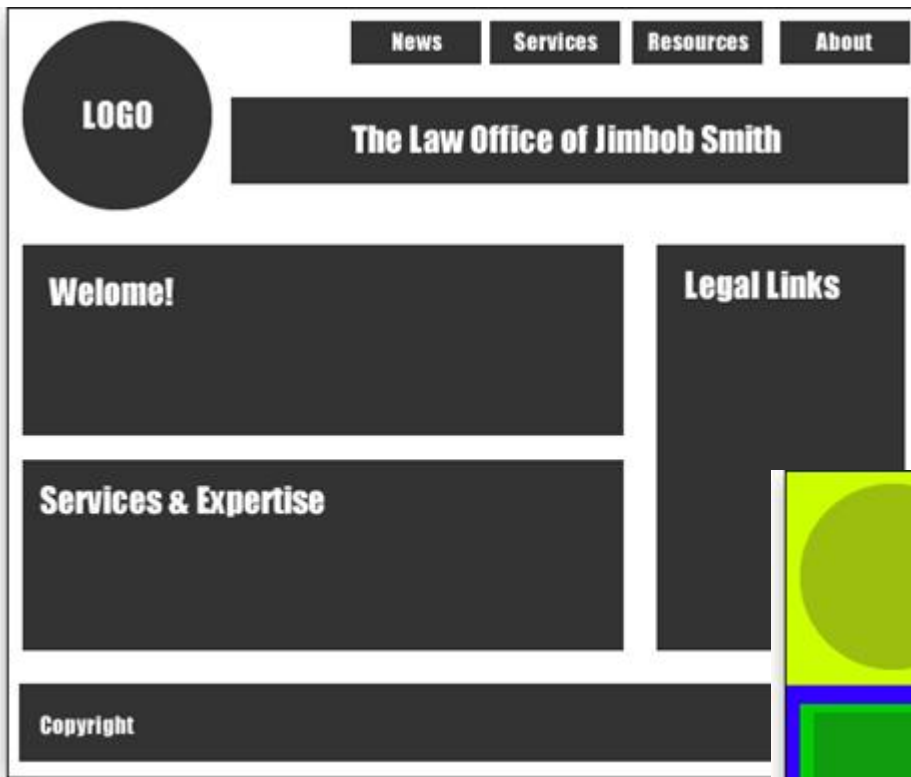 News Services Resources About
LOGO
The Law Office of Jimbob Smith
Welome!
Legal Links
Services & Expertise
Copyright